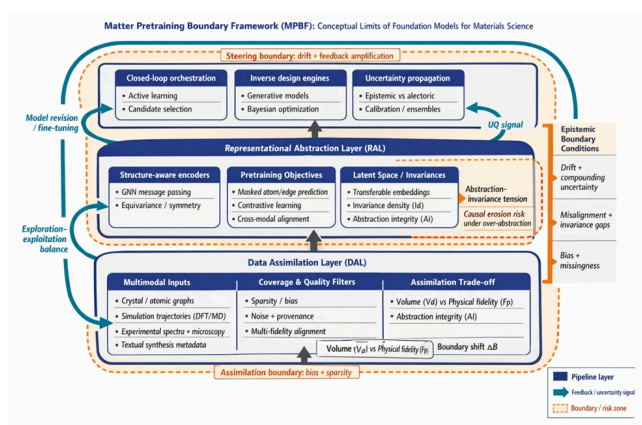 Matter Pretraining Boundary Framework (MPBF): Conceptual Limits of Foundation Models for Materials Science
Steering boundary: drift + feedback amplification
Closed-loop orchestration
• Active learning
• Candidate selection
Inverse design engines
• Generative models
• Bayesian optimization
Uncertainty propagation
• Epistemic vs alectoric
• Calibration / ensembles
Model revision
/ fine-tuning
UQ signal
Representational Abstraction Layer (RAL)
Structure-aware encoders
• GNN message passing
• Equivariance / symmetry
Pretraining Objectives
• Masked atom/edge prediction
• Contrastive learning
• Cross-modal alignment
Latent Space / Invariances
• Transferable embeddings
• Invariance density (Id)
• Abstraction integrity (Ai)
Abstraction–
invariance tension
Causal erosion risk
under over-abstraction
Epistemic
Boundary
Conditions
Drift +
compounding
uncertainty
Misalignment +
invariance gaps
Bias +
missingness
Exploration–
exploitation
balance
Data Assimilation Layer (DAL)
Multimodal Inputs
• Crystal / atomic graphs
• Simulation trajectories (DFT/MD)
• Experimental spectra + microscopy
• Textual synthesis metadata
Coverage & Quality Filters
• Sparsity / bias
• Noise + provenance
• Multi-fidelity alignment
Assimilation Trade-off
• Volume (Vd) vs Physical fidelity (Fp)
• Abstraction integrity (AI)
Volume (Vd) vs Physical fidelity (Fp) Boundary shift ΔB
Assimilation boundary: bias + sparsity
Pipeline layer
Feedback / uncertainty signal
Boundary / risk zone